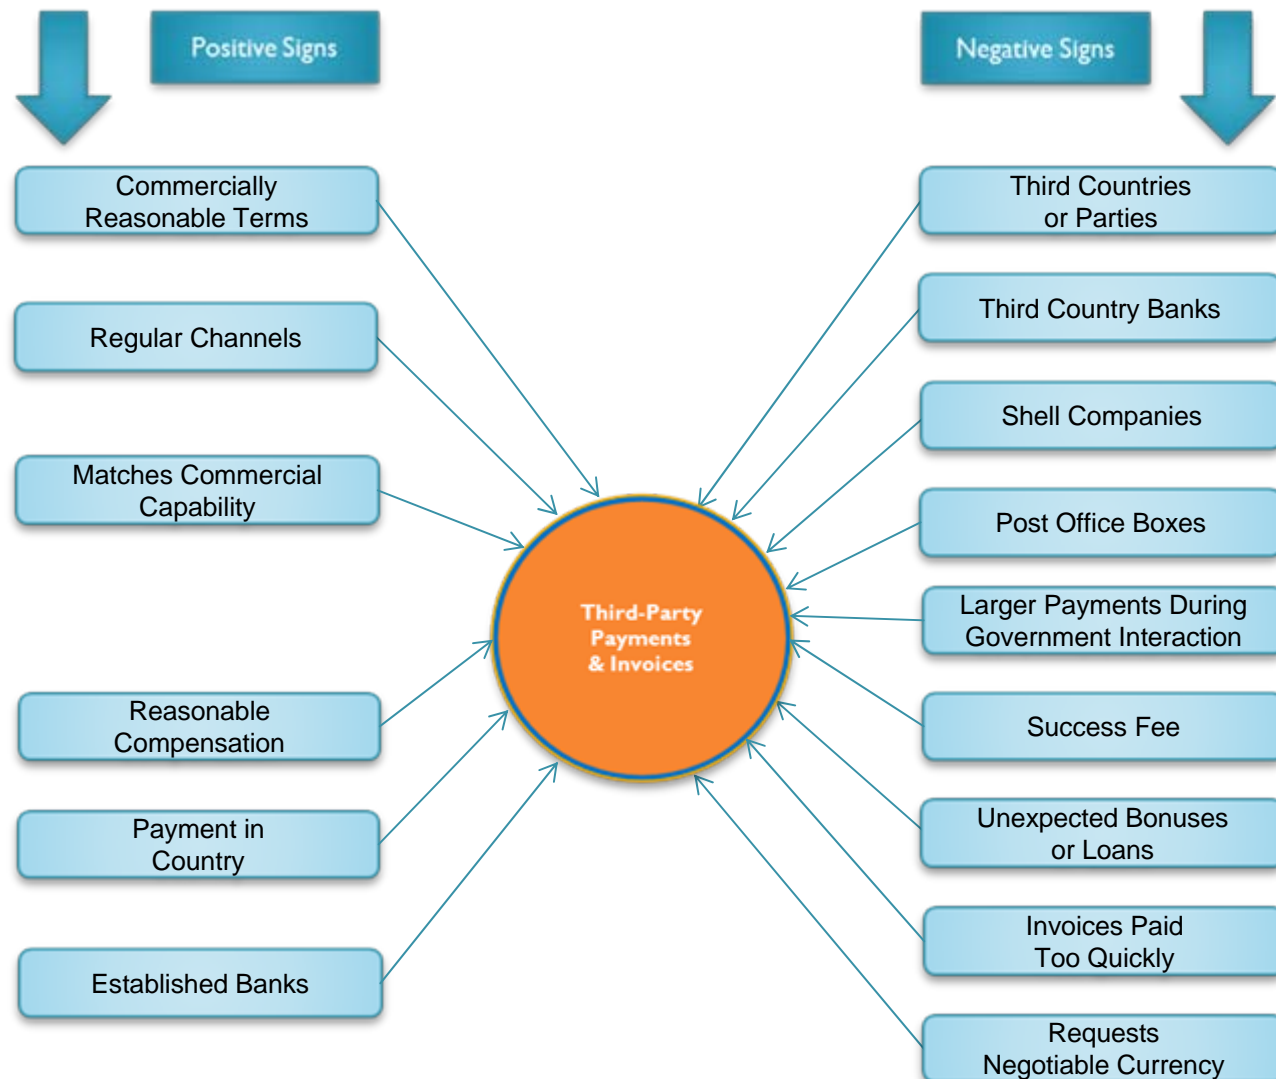 Positive Signs
Negative Signs
Commercially
Reasonable Terms
Regular Channels
Matches Commercial
Capability
Reasonable
Compensation
Payment in
Country
Established Banks
Third-Party
Payments
& Invoices
Third Countries
or Parties
Third Country Banks
Shell Companies
Post Office Boxes
Larger Payments During
Government Interaction
Success Fee
Unexpected Bonuses
or Loans
Invoices Paid
Too Quickly
Requests
Negotiable Currency